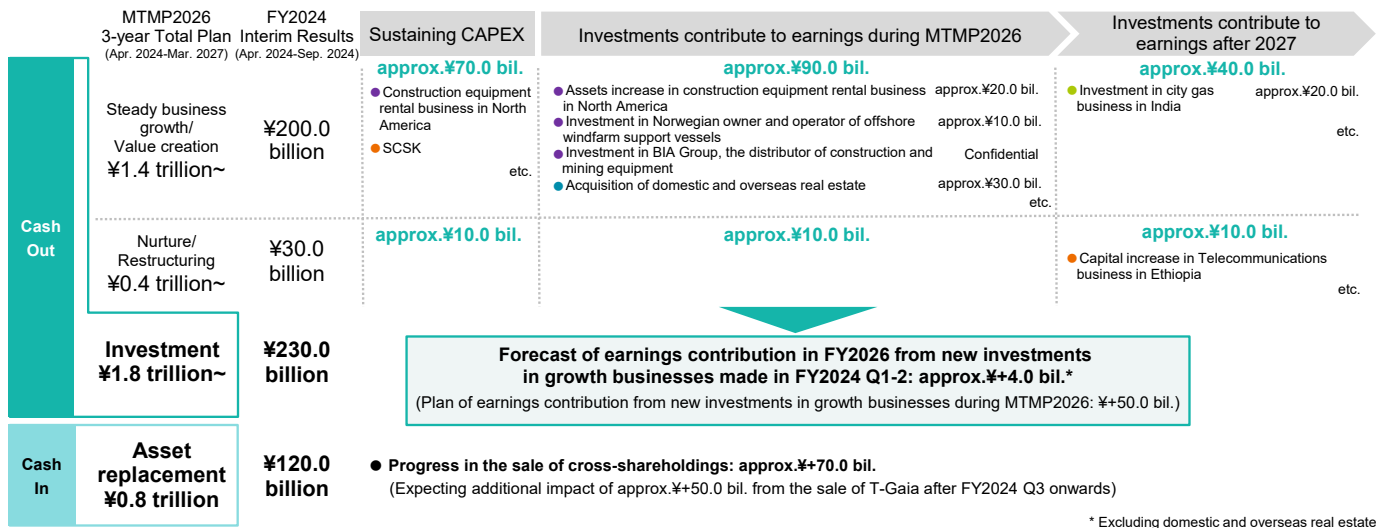 MTMP2026
3-year Total Plan
(Apr. 2024-Mar. 2027)
FY2024
Interim Results
(Apr. 2024-Sep. 2024)
Sustaining CAPEX
Investments contribute to earnings during MTMP2026
Investments contribute to
earnings after 2027
Cash
Out
Steady business
growth/
Value creation
¥1.4 trillion~
¥200.0
billion
approx.¥70.0 bil.
● Construction equipment
rental business in North
America
● SCSK
etc.
approx.¥90.0 bil.
● Assets increase in construction equipment rental business approx.¥20.0 bil.
in North America
● Investment in Norwegian owner and operator of offshore approx.¥10.0 bil.
windfarm support vessels
● Investment in BIA Group, the distributor of construction and Confidential
mining equipment
● Acquisition of domestic and overseas real estate approx.¥30.0 bil.
etc.
approx.¥40.0 bil.
● Investment in city gas approx.¥20.0 bil.
business in India
etc.
Nurture/
Restructuring
¥0.4 trillion~
¥30.0
billion
approx.¥10.0 bil.
approx.¥10.0 bil.
approx.¥10.0 bil.
● Capital increase in Telecommunications
business in Ethiopia
etc.
Investment
¥1.8 trillion~
¥230.0
billion
Forecast of earnings contribution in FY2026 from new investments
in growth businesses made in FY2024 Q1-2: approx.¥+4.0 bil.*
(Plan of earnings contribution from new investments in growth businesses during MTMP2026: ¥+50.0 bil.)
Cash
In
Asset
replacement
¥0.8 trillion
¥120.0
billion
● Progress in the sale of cross-shareholdings: approx.¥+70.0 bil.
(Expecting additional impact of approx.¥+50.0 bil. from the sale of T-Gaia after FY2024 Q3 onwards)
* Excluding domestic and overseas real estate